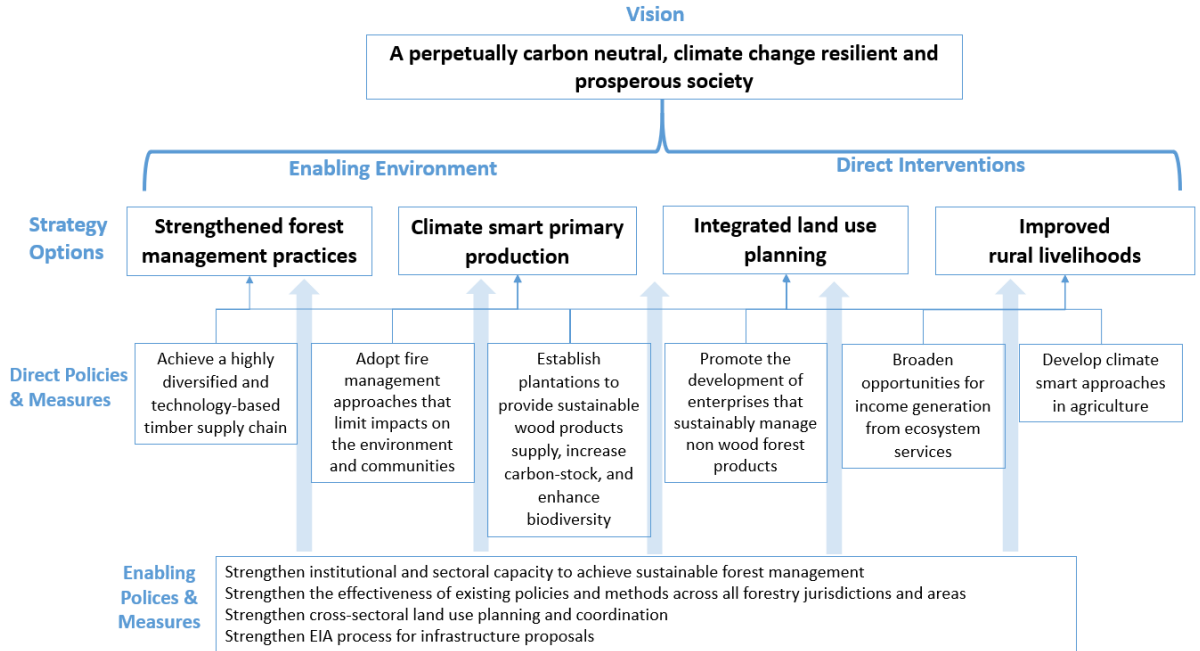 Vision
A perpetually carbon neutral, climate change resilient and
prosperous society
Enabling Environment
Direct Interventions
Strategy
Options
Strengthened forest
management practices
Climate smart primary
production
Integrated land use
planning
Improved
rural livelihoods
Direct Policies
& Measures
Achieve a highly
diversified and
technology-based
timber supply chain
Adopt fire
management
approaches that
limit impacts on
the environment
and communities
Establish
plantations to
provide sustainable
wood products
supply, increase
carbon-stock, and
enhance
biodiversity
Promote the
development of
enterprises that
sustainably manage
non wood forest
products
Broaden
opportunities for
income generation
from ecosystem
services
Develop climate
smart approaches
in agriculture
Enabling
Polices &
Measures
Strengthen institutional and sectoral capacity to achieve sustainable forest management
Strengthen the effectiveness of existing policies and methods across all forestry jurisdictions and areas
Strengthen cross-sectoral land use planning and coordination
Strengthen EIA process for infrastructure proposals